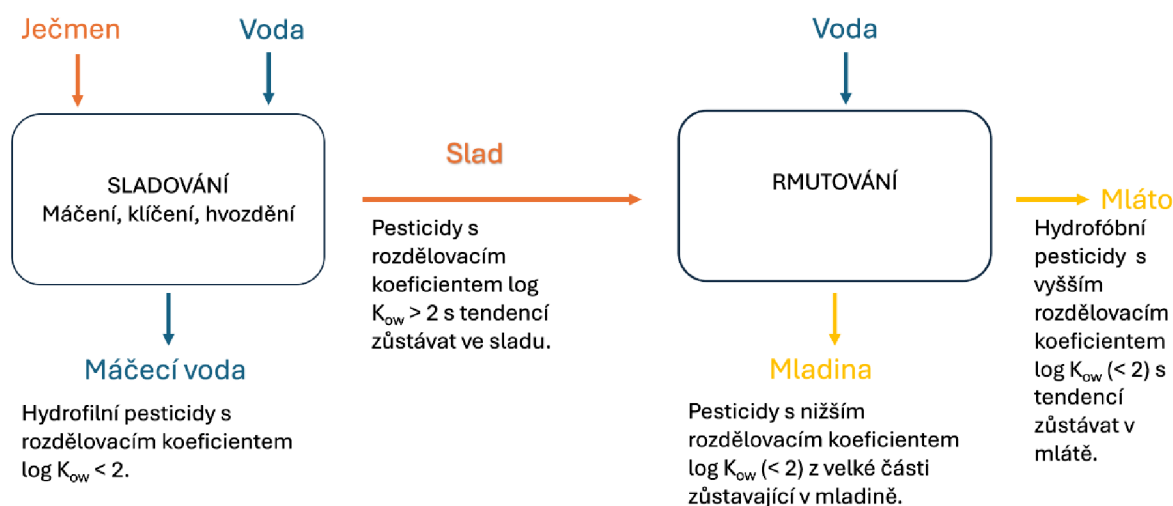 Ječmen
Voda
SLADOVÁNÍ
Máčení, klíčení, hvozdění
Máčecí voda
Hydrofilní pesticidy s
rozdělovacím koeficientem
log Kow < 2.
Slad
Pesticidy s
rozdělovacím
koeficientem log
Kow > 2 s tendencí
zůstávat ve sladu.
Voda
RMUTOVÁNÍ
Mladina
Pesticidy s nižším
rozdělovacím koeficientem
log Kow (< 2) z velké části
zůstavající v mladině.
Mláto
Hydrofóbní
pesticidy s
vyšším
rozdělovacím
koeficientem
log Kow (< 2) s
tendencí
zůstávat v
mlátě.